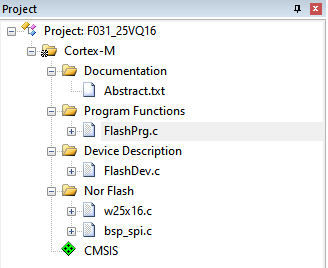 Project
Project: F031_25VQ16
Cortex-M
Documentation
Abstract.txt
Program Functions
FlashPrg.c
Device Description
FlashDev.c
Nor Flash
w25x16.c
bsp_spi.c
CMSIS